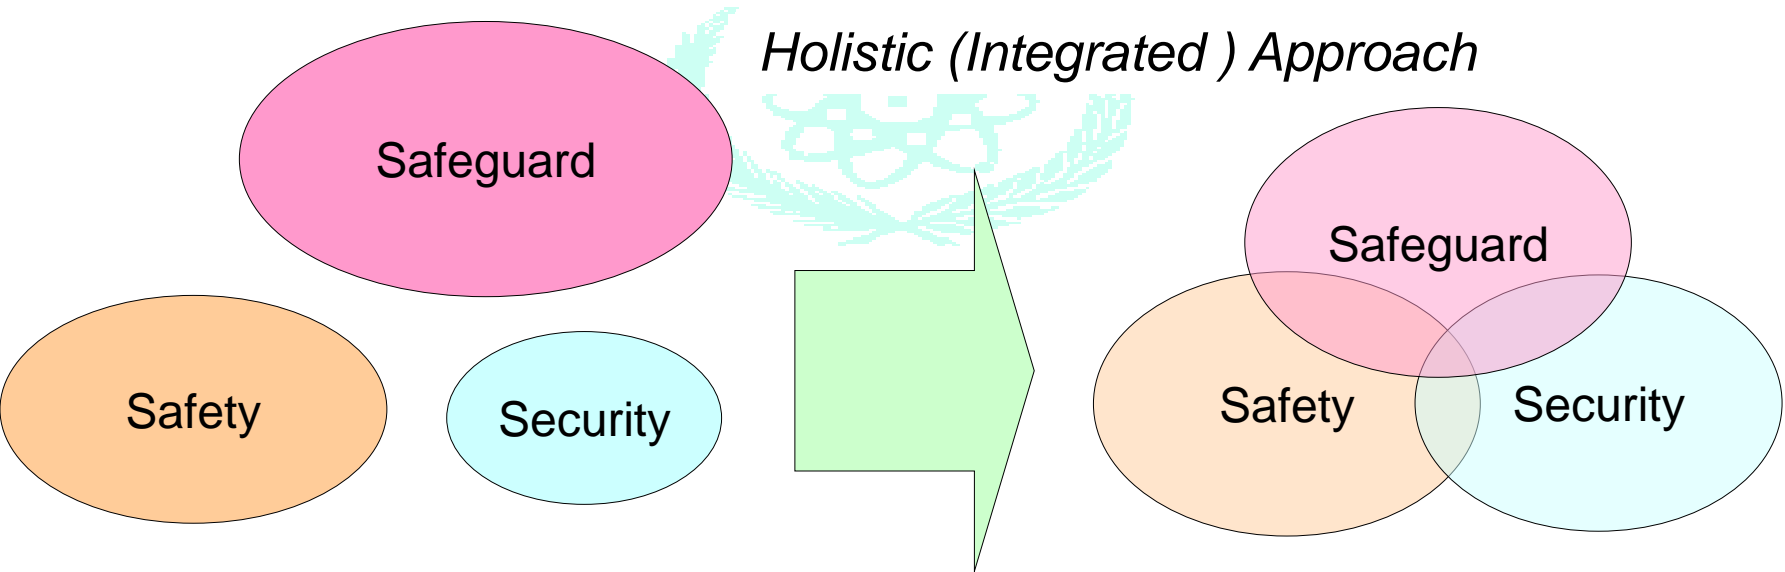 Holistic (Integrated ) Approach
Safeguard
Safety
Security
Safeguard
Safety
Security